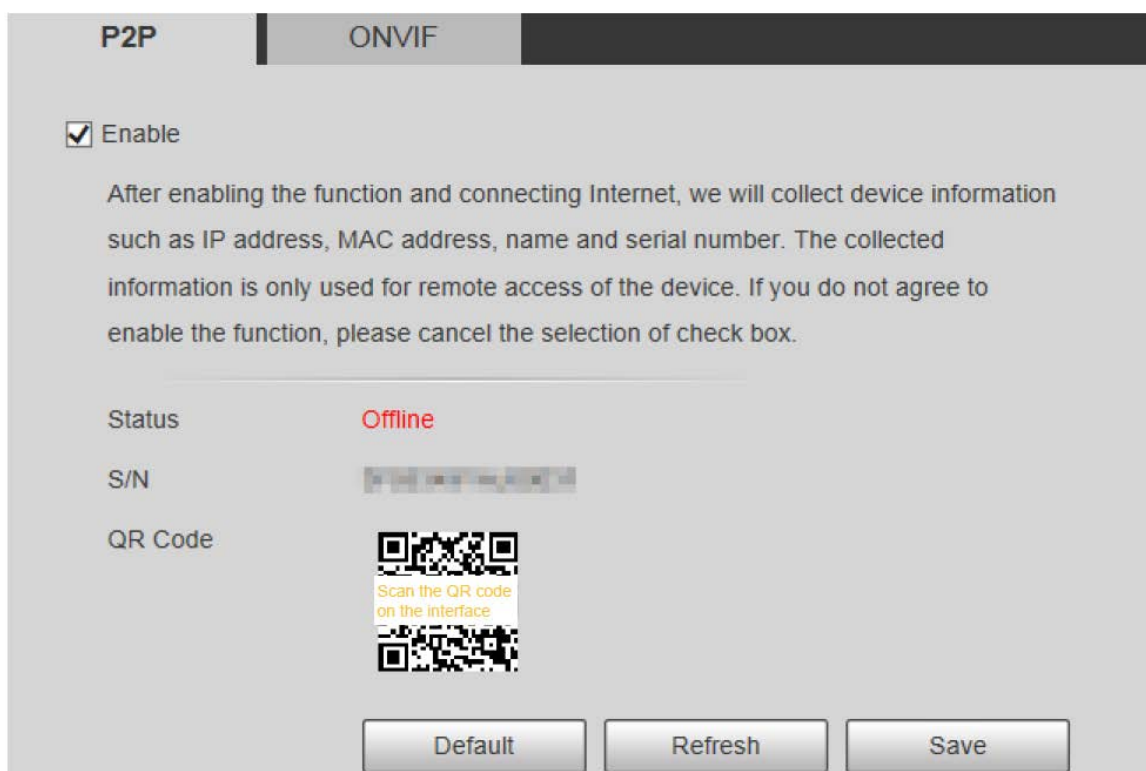 P2P ONVIF
Enable
After enabling the function and connecting Internet, we will collect device information
such as IP address, MAC address, name and serial number. The collected
information is only used for remote access of the device. If you do not agree to
enable the function, please cancel the selection of check box.
Status Offline
S/N
QR Code
Scan the QR code
on the interface
Default Refresh Save